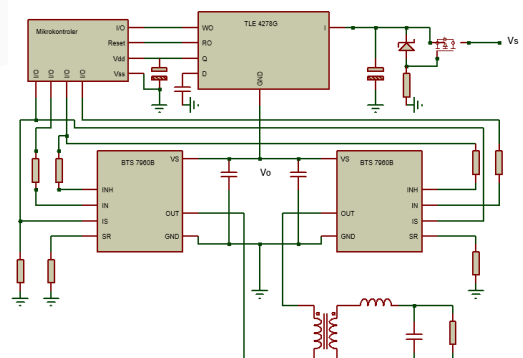 Mikrokontroler
I/O
Reset
Vdd
Vss
I/O
I/O
I/O
I/O
TLE 4278G
WO
RO
Q
D
I
GND
Vs
BTS 7960B
VS
INH
IN
OUT
IS
SR
GND
Vo
BTS 7960B
VS
INH
IN
OUT
IS
SR
GND